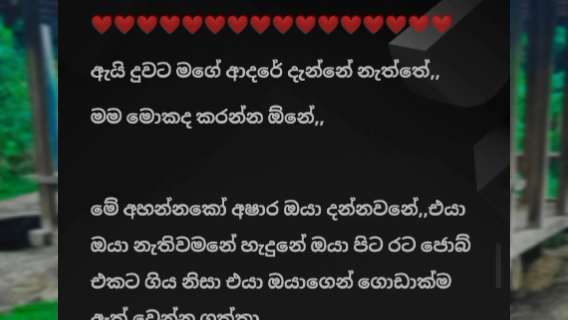 ❤❤❤❤❤❤❤❤❤❤❤❤❤❤❤❤
ඇයි දුවට මගේ ආදරේ දැන්නේ නැත්තේ,,
මම මොකද කරන්න ඕනේ,,
මේ අහන්නකෝ අෂාර ඔයා දන්නවනේ,,එයා
ඔයා නැතිවමනේ හැදුනේ ඔයා පිට රට ජොබ්
එකට ගිය නිසා එයා ඔයාගෙන් ගොඩාක්ම